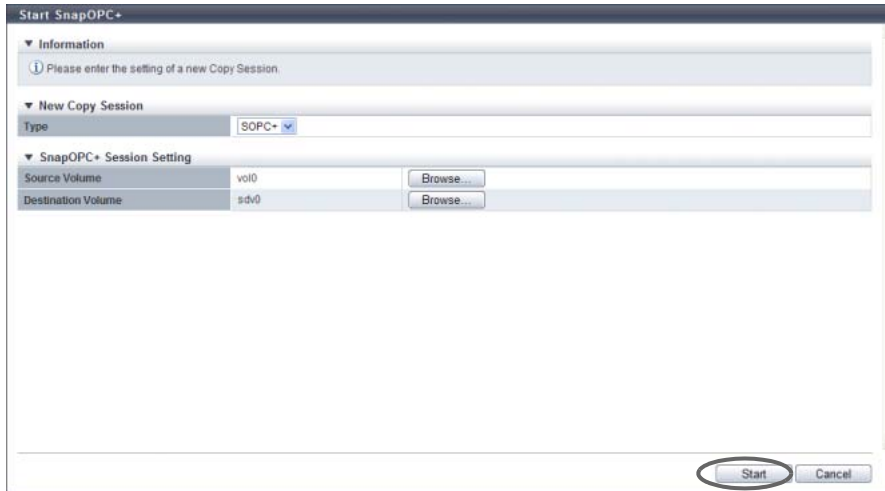 Start SnapOPC+
▼ Information
Please enter the setting of a new Copy Session.
▼ New Copy Session
Type SOPC+
▼ SnapOPC+ Session Setting
Source Volume vol0 Browse...
Destination Volume sdv0 Browse...
Start Cancel